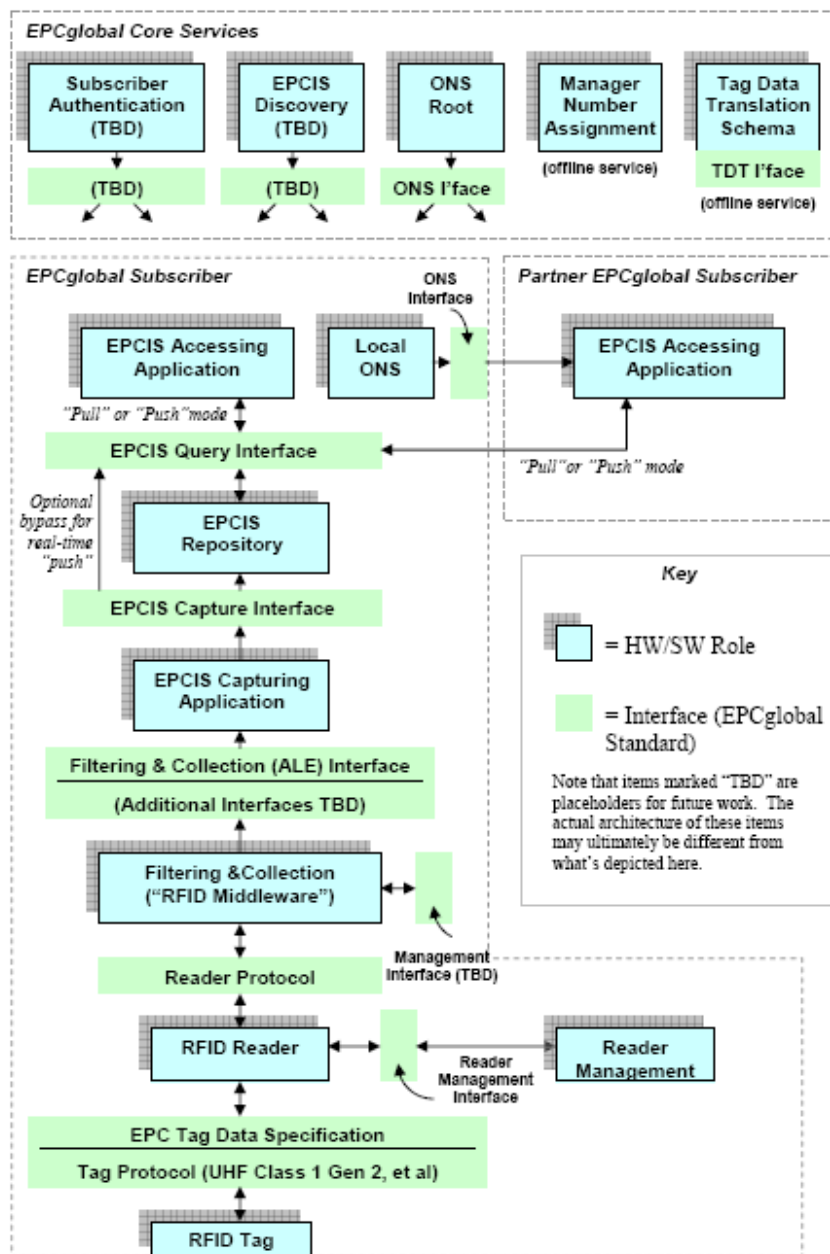 EPCglobal Core Services
Subscriber
Authentication
(TBD)
EPCIS
Discovery
(TBD)
ONS
Root
Manager
Number
Assignment
Tag Data
Translation
Schema
(TBD)
(TBD)
ONS I'face
(offline service)
TDT I'face
(offline service)
EPCglobal Subscriber
ONS
Interface
Partner EPCglobal Subscriber
EPCIS Accessing
Application
Local
ONS
EPCIS Accessing
Application
"Pull" or "Push"mode
EPCIS Query Interface
"Pull"or "Push" mode
Optional
bypass for
real-time
"push"
EPCIS
Repository
EPCIS Capture Interface
EPCIS Capturing
Application
Filtering & Collection (ALE) Interface
(Additional Interfaces TBD)
Filtering &Collection
("RFID Middleware")
Management
Interface (TBD)
Reader Protocol
RFID Reader
Reader
Management
Interface
Reader
Management
EPC Tag Data Specification
Tag Protocol (UHF Class 1 Gen 2, et al)
RFID Tag
Key
= HW/SW Role
= Interface (EPCglobal
Standard)
Note that items marked "TBD" are
placeholders for future work. The
actual architecture of these items
may ultimately be different from
what's depicted here.